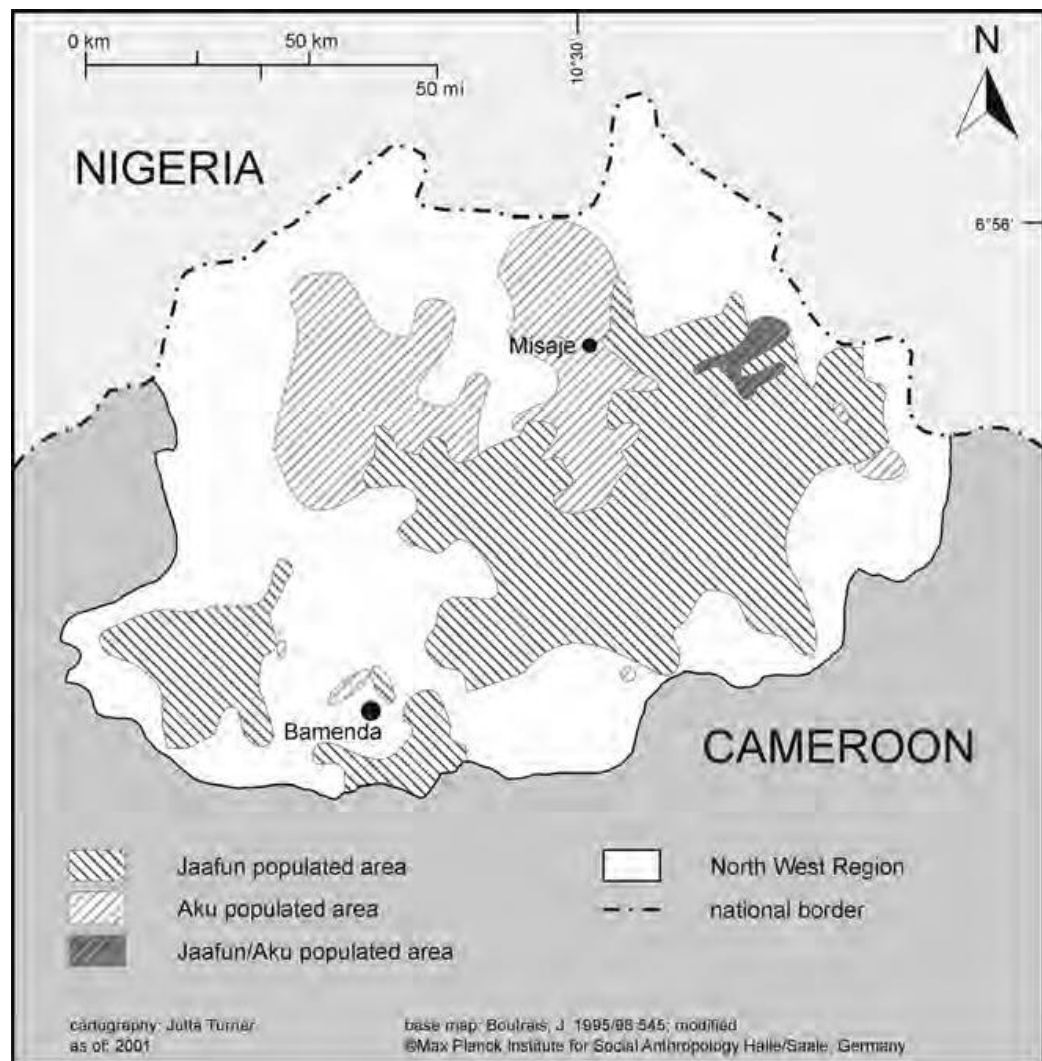 0 km 50 km
50 mi
10°30'
N
NIGERIA
6°56'
Misaje
Bamenda
CAMEROON
Jaafun populated area
Aku populated area
Jaafun/Aku populated area
North West Region
national border
cartography: Jutta Turner
as of: 2001
base map: Boutrais, J. 1995/96:545; modified
©Max Planck Institute for Social Anthropology Halle/Saale, Germany